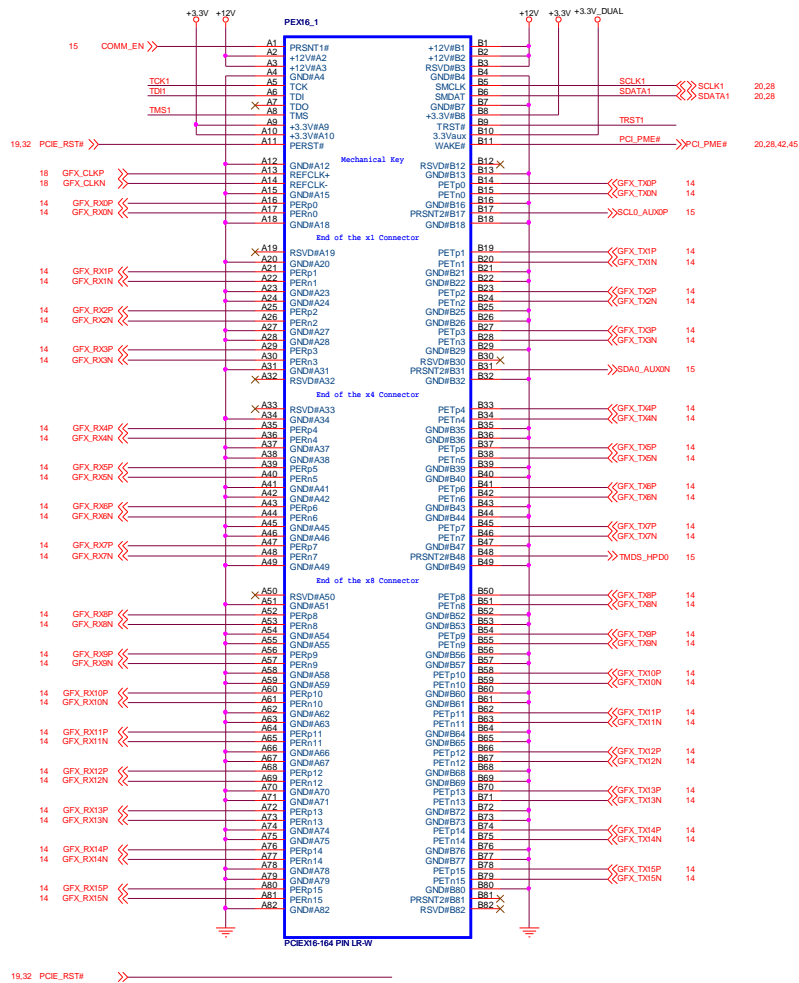 +3.3V +12V +12V +3.3V +3.3V_DUAL
PEX16_1
15 COMM_EN A1 PRSNT1# +12V#B1 B1
A2 +12V#A2 +12V#B2 B2
A3 +12V#A3 RSVD#B3 B3
A4 GND#A4 GND#B4 B4
TCK1 A5 TCK SMCLK B5 SCLK1 SCLK1 20,28
TDI1 A6 TDI SMDAT B6 SDATA1 SDATA1 20,28
A7 TDO GND#B7 B7
TMS1 A8 TMS +3.3V#B8 B8
A9 +3.3V#A9 TRST# B9 TRST1
A10 +3.3V#A10 3.3Vaux B10
19,32 PCIE_RST# A11 PERST# WAKE# B11 PCI_PME# PCI_PME# 20,28,42,45
Mechanical Key
A12 GND#A12 RSVD#B12 B12
18 GFX_CLKP A13 REFCLK+ GND#B13 B13
18 GFX_CLKN A14 REFCLK- PETp0 B14 GFX_TX0P 14
A15 GND#A15 PETn0 B15 GFX_TX0N 14
14 GFX_RX0P A16 PERp0 GND#B16 B16
14 GFX_RX0N A17 PERn0 PRSNT2#B17 B17 SCL0_AUX0P 15
A18 GND#A18 GND#B18 B18
End of the x1 Connector
A19 RSVD#A19 PETp1 B19 GFX_TX1P 14
A20 GND#A20 PETn1 B20 GFX_TX1N 14
14 GFX_RX1P A21 PERp1 GND#B21 B21
14 GFX_RX1N A22 PERn1 GND#B22 B22
A23 GND#A23 PETp2 B23 GFX_TX2P 14
A24 GND#A24 PETn2 B24 GFX_TX2N 14
14 GFX_RX2P A25 PERp2 GND#B25 B25
14 GFX_RX2N A26 PERn2 GND#B26 B26
A27 GND#A27 PETp3 B27 GFX_TX3P 14
A28 GND#A28 PETn3 B28 GFX_TX3N 14
14 GFX_RX3P A29 PERp3 GND#B29 B29
14 GFX_RX3N A30 PERn3 RSVD#B30 B30
A31 GND#A31 PRSNT2#B31 B31 SDA0_AUX0N 15
A32 RSVD#A32 GND#B32 B32
End of the x4 Connector
A33 RSVD#A33 PETp4 B33 GFX_TX4P 14
A34 GND#A34 PETn4 B34 GFX_TX4N 14
14 GFX_RX4P A35 PERp4 GND#B35 B35
14 GFX_RX4N A36 PERn4 GND#B36 B36
A37 GND#A37 PETp5 B37 GFX_TX5P 14
A38 GND#A38 PETn5 B38 GFX_TX5N 14
14 GFX_RX5P A39 PERp5 GND#B39 B39
14 GFX_RX5N A40 PERn5 GND#B40 B40
A41 GND#A41 PETp6 B41 GFX_TX6P 14
A42 GND#A42 PETn6 B42 GFX_TX6N 14
14 GFX_RX6P A43 PERp6 GND#B43 B43
14 GFX_RX6N A44 PERn6 GND#B44 B44
A45 GND#A45 PETp7 B45 GFX_TX7P 14
A46 GND#A46 PETn7 B46 GFX_TX7N 14
14 GFX_RX7P A47 PERp7 GND#B47 B47
14 GFX_RX7N A48 PERn7 PRSNT2#B48 B48 TMDS_HPD0 15
A49 GND#A49 GND#B49 B49
End of the x8 Connector
A50 RSVD#A50 PETp8 B50 GFX_TX8P 14
A51 GND#A51 PETn8 B51 GFX_TX8N 14
14 GFX_RX8P A52 PERp8 GND#B52 B52
14 GFX_RX8N A53 PERn8 GND#B53 B53
A54 GND#A54 PETp9 B54 GFX_TX9P 14
A55 GND#A55 PETn9 B55 GFX_TX9N 14
14 GFX_RX9P A56 PERp9 GND#B56 B56
14 GFX_RX9N A57 PERn9 GND#B57 B57
A58 GND#A58 PETp10 B58 GFX_TX10P 14
A59 GND#A59 PETn10 B59 GFX_TX10N 14
14 GFX_RX10P A60 PERp10 GND#B60 B60
14 GFX_RX10N A61 PERn10 GND#B61 B61
A62 GND#A62 PETp11 B62 GFX_TX11P 14
A63 GND#A63 PETn11 B63 GFX_TX11N 14
14 GFX_RX11P A64 PERp11 GND#B64 B64
14 GFX_RX11N A65 PERn11 GND#B65 B65
A66 GND#A66 PETp12 B66 GFX_TX12P 14
A67 GND#A67 PETn12 B67 GFX_TX12N 14
14 GFX_RX12P A68 PERp12 GND#B68 B68
14 GFX_RX12N A69 PERn12 GND#B69 B69
A70 GND#A70 PETp13 B70 GFX_TX13P 14
A71 GND#A71 PETn13 B71 GFX_TX13N 14
14 GFX_RX13P A72 PERp13 GND#B72 B72
14 GFX_RX13N A73 PERn13 GND#B73 B73
A74 GND#A74 PETp14 B74 GFX_TX14P 14
A75 GND#A75 PETn14 B75 GFX_TX14N 14
14 GFX_RX14P A76 PERp14 GND#B76 B76
14 GFX_RX14N A77 PERn14 GND#B77 B77
A78 GND#A78 PETp15 B78 GFX_TX15P 14
A79 GND#A79 PETn15 B79 GFX_TX15N 14
14 GFX_RX15P A80 PERp15 GND#B80 B80
14 GFX_RX15N A81 PERn15 PRSNT2#B81 B81
A82 GND#A82 RSVD#B82 B82
PCIEX16-164 PIN LR-W
19,32 PCIE_RST#